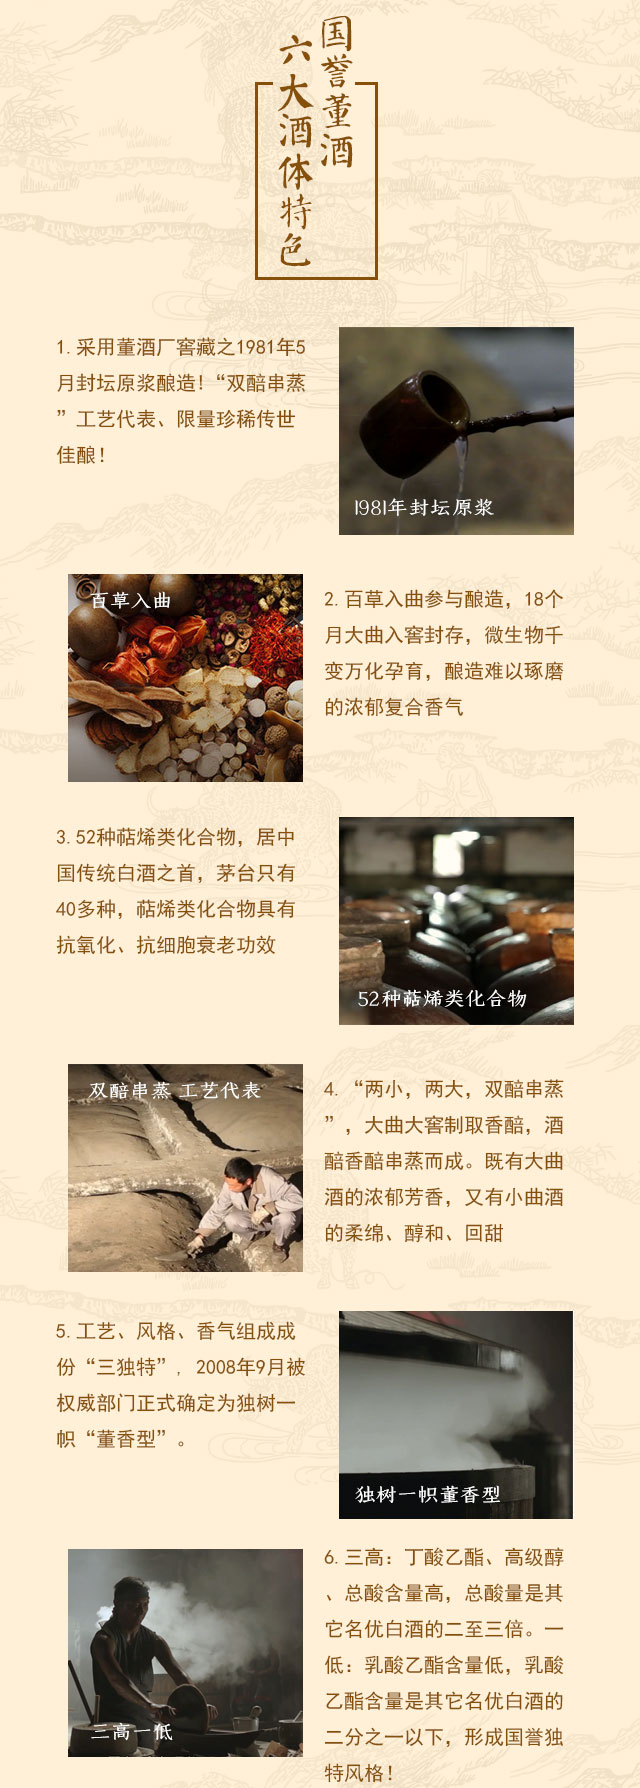 国誉董酒
六大酒体特色
1.采用董酒厂窖藏之1981年5
月封坛原浆酿造！“双醅串蒸
”工艺代表、限量珍稀传世
佳酿！
1981年封坛原浆
百草入曲
2.百草入曲参与酿造，18个
月大曲入窖封存，微生物千
变万化孕育，酿造难以琢磨
的浓郁复合香气
3.52种萜烯类化合物，居中
国传统白酒之首，茅台只有
40多种，萜烯类化合物具有
抗氧化、抗细胞衰老功效
52种萜烯类化合物
双醅串蒸 工艺代表
4.“两小，两大，双醅串蒸
”，大曲大窖制取香醅，酒
醅香醅串蒸而成。既有大曲
酒的浓郁芳香，又有小曲酒
的柔绵、醇和、回甜
5.工艺、风格、香气组成成
份“三独特”，2008年9月被
权威部门正式确定为独树一
帜“董香型”。
独树一帜董香型
三高一低
6.三高：丁酸乙酯、高级醇
、总酸含量高，总酸量是其
它名优白酒的二至三倍。一
低：乳酸乙酯含量低，乳酸
乙酯含量是其它名优白酒的
二分之一以下，形成国誉独
特风格！